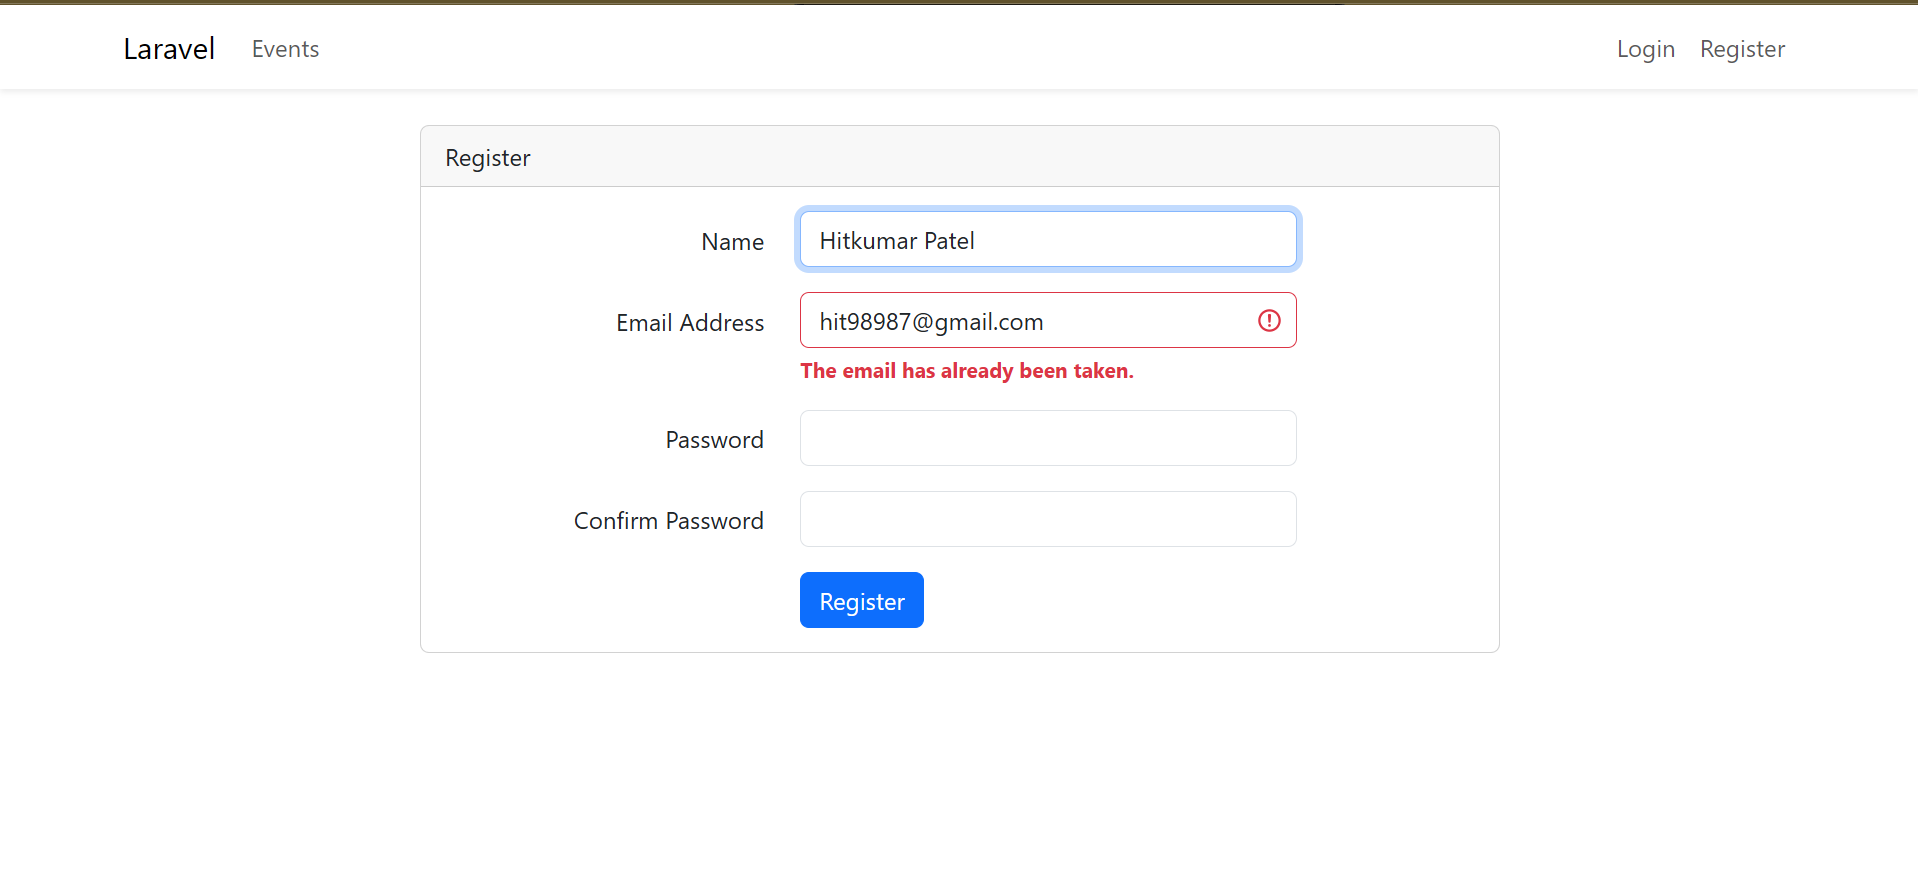 Laravel Events Login Register
Register
Name Hitkumar Patel
Email Address hit98987@gmail.com
The email has already been taken.
Password
Confirm Password
Register